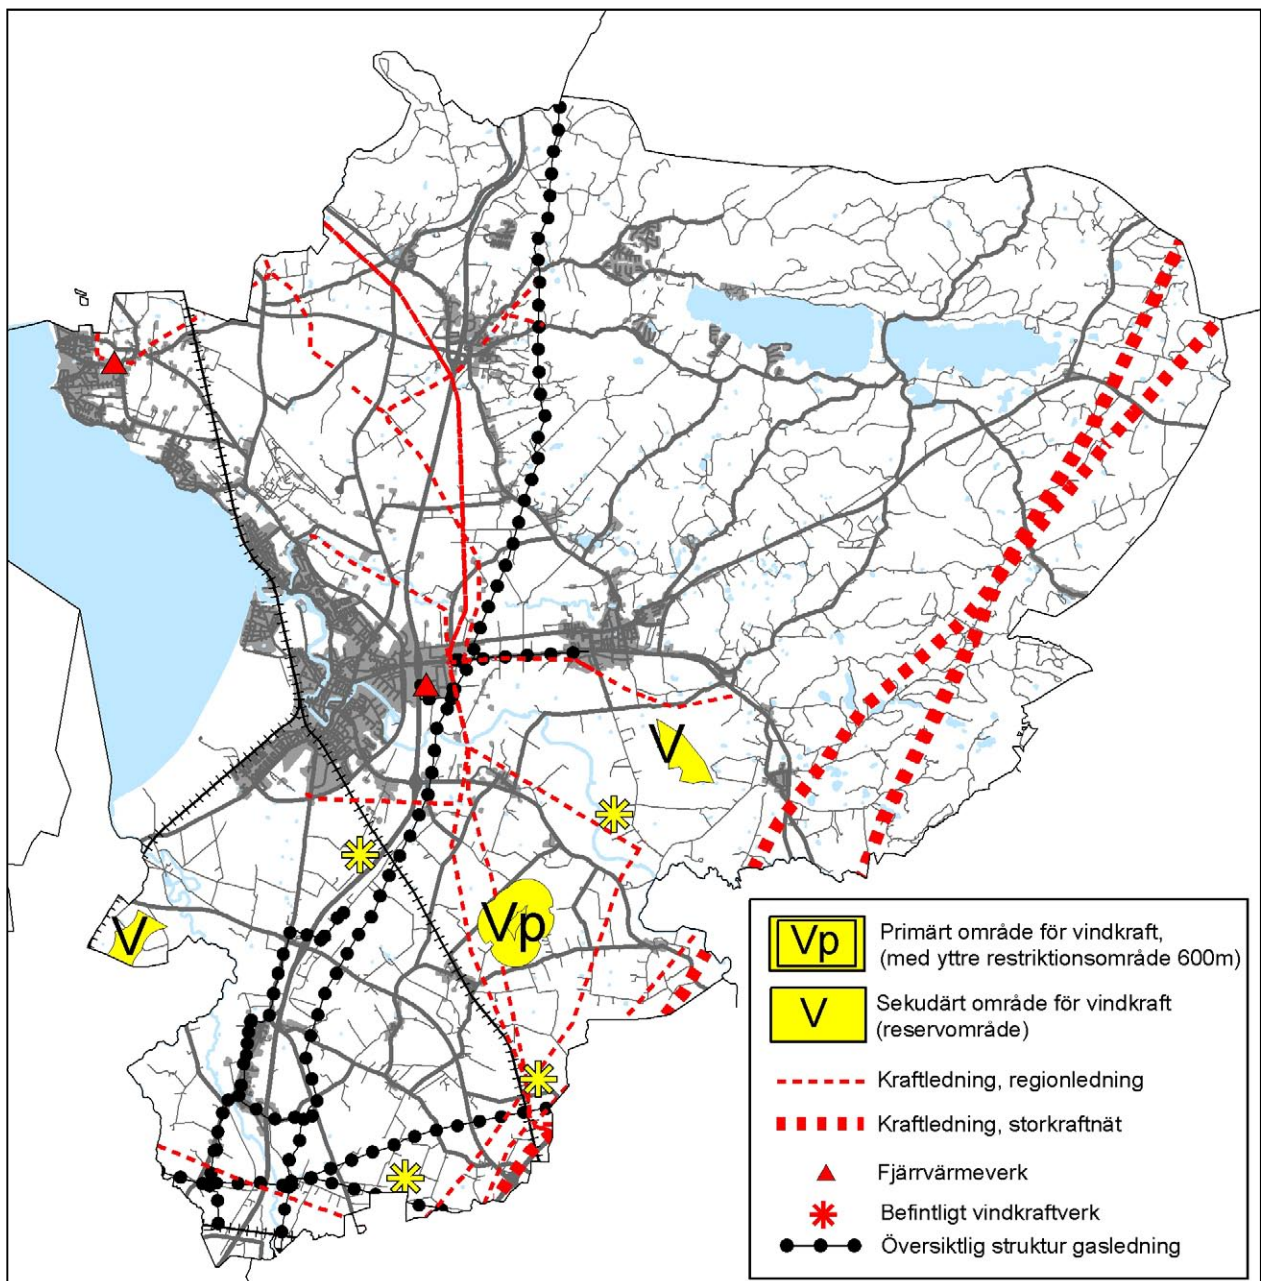 V
Vp
V
Vp
Primärt område för vindkraft,
(med yttre restriktionsområde 600m)
V
Sekudärt område för vindkraft
(reservområde)
Kraftledning, regionledning
Kraftledning, storkraftnät
Fjärrvärmeverk
Befintligt vindkraftverk
Översiktlig struktur gasledning